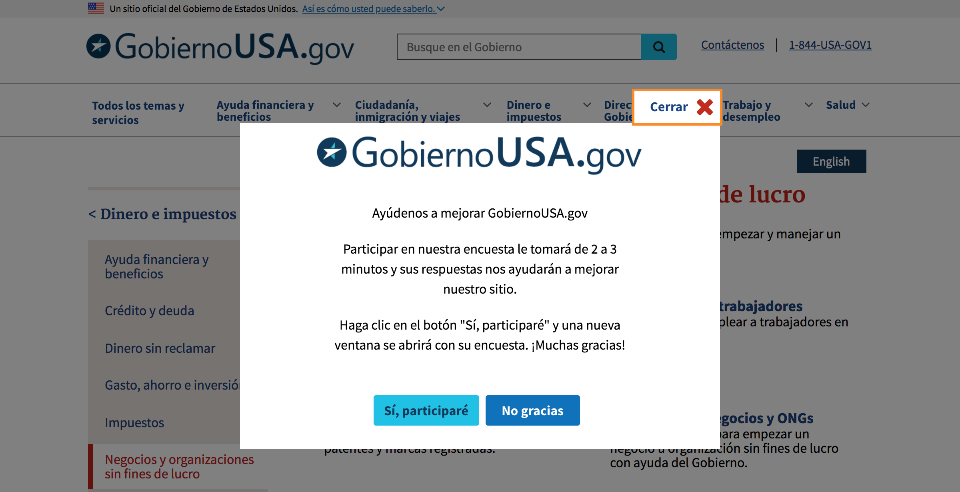 Un sitio oficial del Gobierno de Estados Unidos. Así es cómo usted puede saberlo.
GobiernoUSA.gov
Busque en el Gobierno
Contáctenos
1-844-USA-GOV1
Todos los temas y
servicios
Ayuda financiera y
beneficios
Ciudadanía,
inmigración y viajes
Dinero e
impuestos
Direc
Gobie
Cerrar
Trabajo y
desempleo
Salud
English
GobiernoUSA.gov
Ayúdenos a mejorar GobiernoUSA.gov
Participar en nuestra encuesta le tomará de 2 a 3
minutos y sus respuestas nos ayudarán a mejorar
nuestro sitio.
Haga clic en el botón "Sí, participaré" y una nueva
ventana se abrirá con su encuesta. ¡Muchas gracias!
Sí, participaré
No gracias
< Dinero e impuestos
Ayuda financiera y
beneficios
Crédito y deuda
Dinero sin reclamar
Gasto, ahorro e inversió
Impuestos
Negocios y organizaciones
sin fines de lucro
patentes y marcas registradas.
de lucro
mpezar y manejar un
trabajadores
plear a trabajadores en
gocios y ONGs
para empezar un
negocio u organización sin fines de lucro
con ayuda del Gobierno.